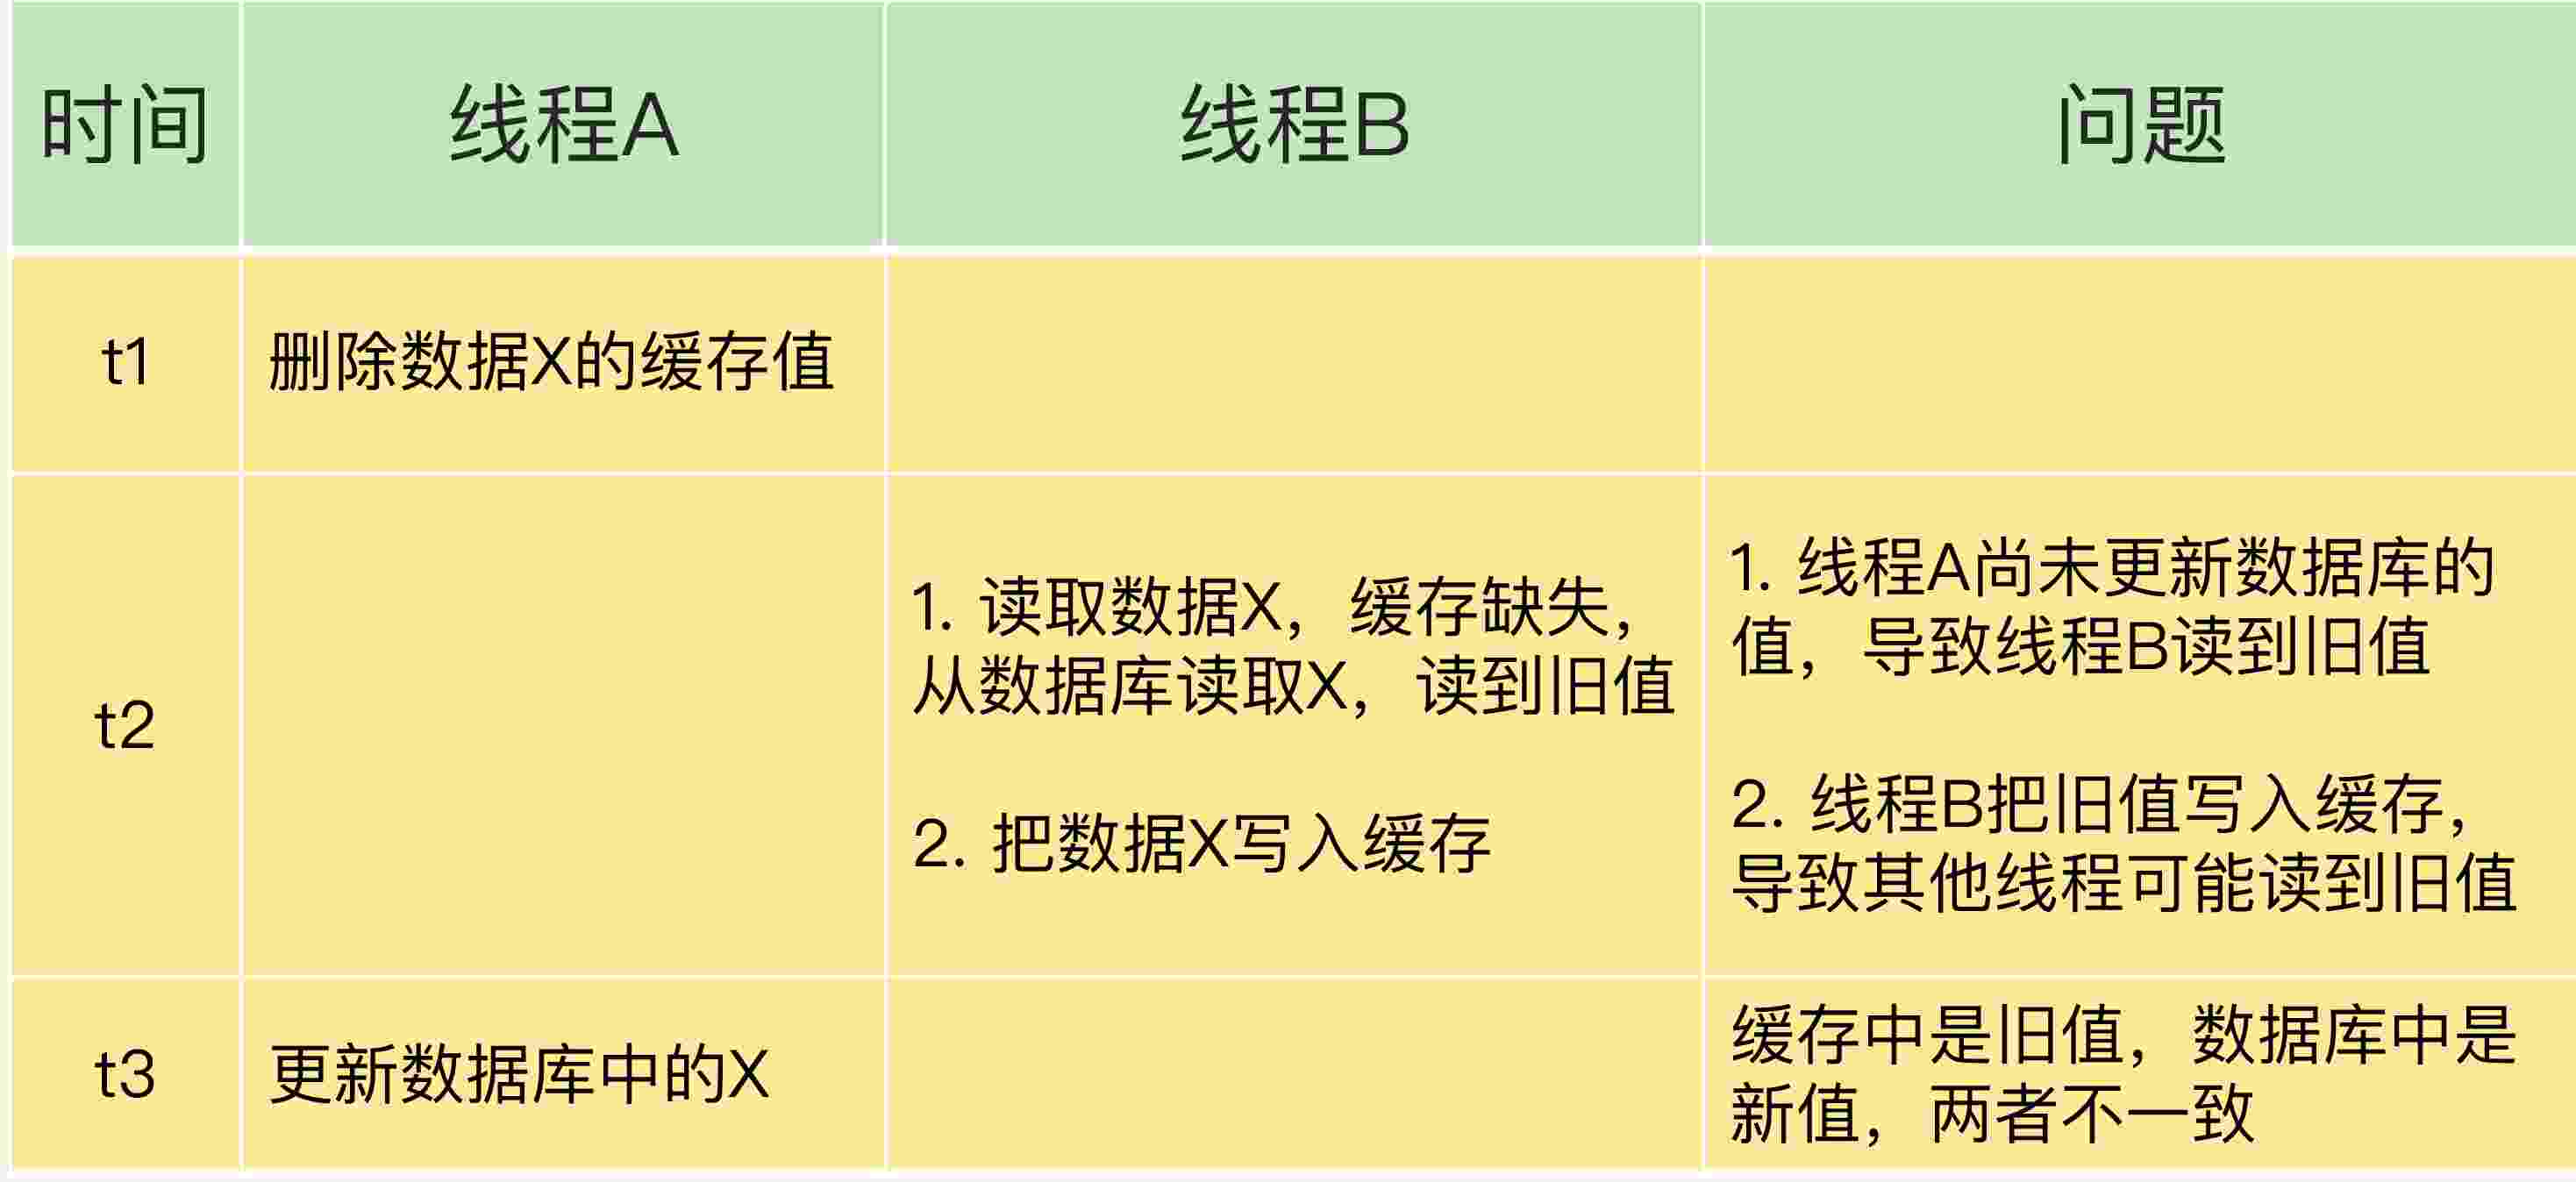 时间 线程A 线程B 问题
t1 删除数据X的缓存值
t2
1. 读取数据X，缓存缺失，
从数据库读取X，读到旧值
2. 把数据X写入缓存
1. 线程A尚未更新数据库的
值，导致线程B读到旧值
2. 线程B把旧值写入缓存，
导致其他线程可能读到旧值
t3 更新数据库中的X
缓存中是旧值，数据库中是
新值，两者不一致